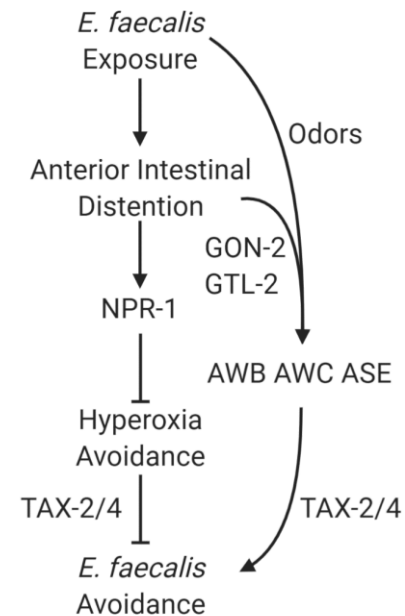 E. faecalis
Exposure
Odors
Anterior Intestinal
Distention
GON-2
GTL-2
NPR-1
AWB AWC ASE
Hyperoxia
Avoidance
TAX-2/4
TAX-2/4
E. faecalis
Avoidance